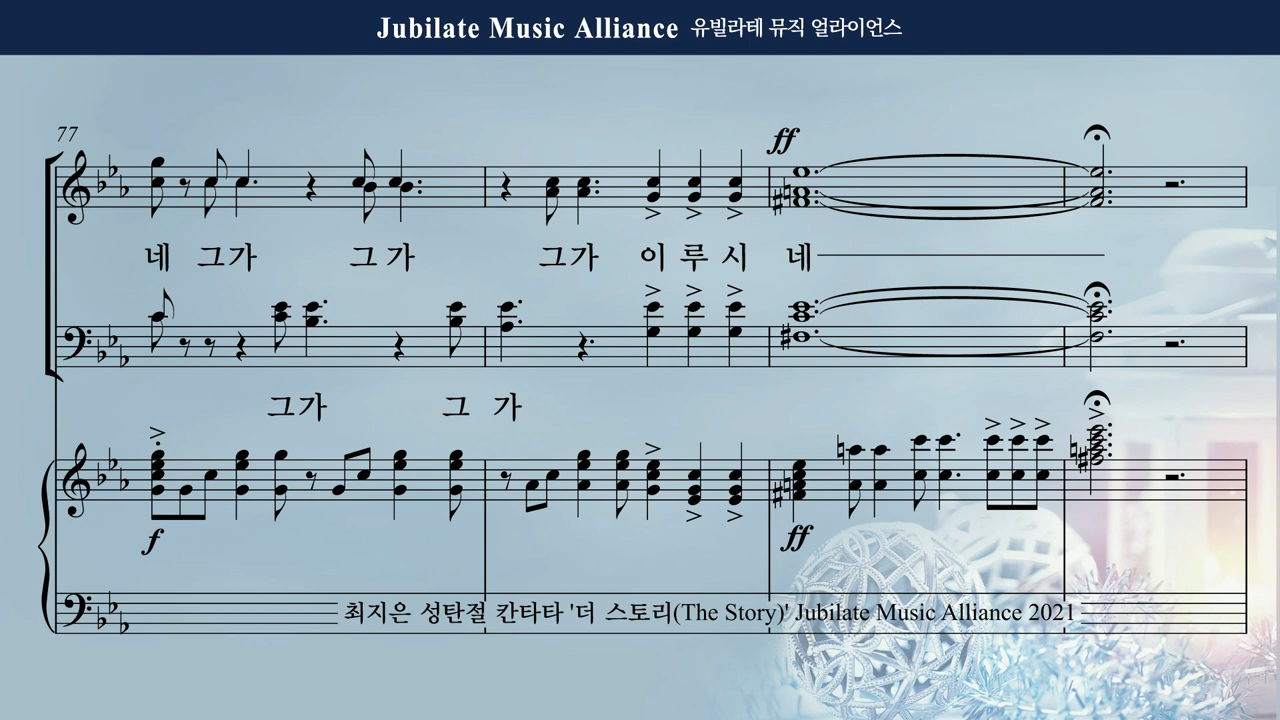 Jubilate Music Alliance 유빌라테 뮤직 얼라이언스
77
ff
네 그가 그가 그가 이 루 시 네
그가 그 가
f
ff
최지은 성탄절 칸타타 '더 스토리(The Story)' Jubilate Music Alliance 2021